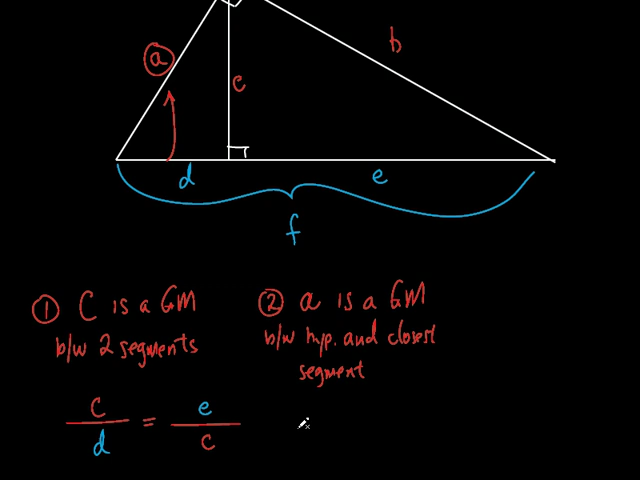 a
b
c
d
e
f
① C is a GM
b/w 2 segments
② a is a GM
b/w hyp. and closest
segment
c/d = e/c